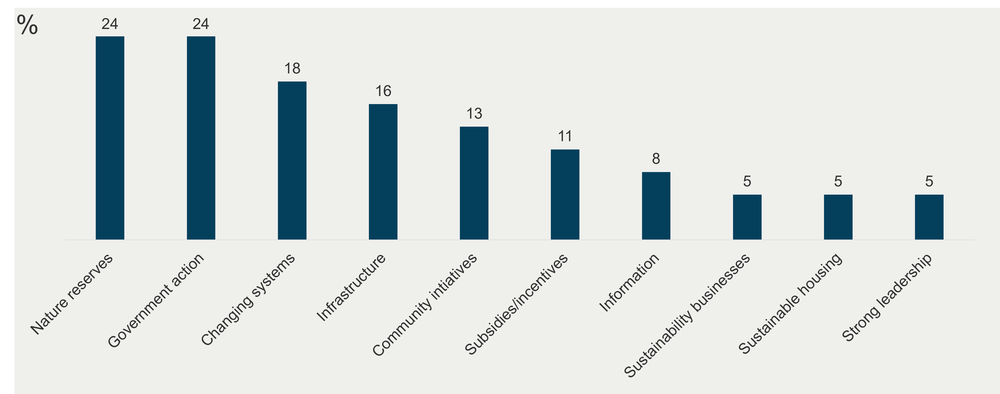 %
24
24
18
16
13
11
8
5
5
5
Nature reserves
Government action
Changing systems
Infrastructure
Community intiatives
Subsidies/incentives
Information
Sustainability businesses
Sustainable housing
Strong leadership